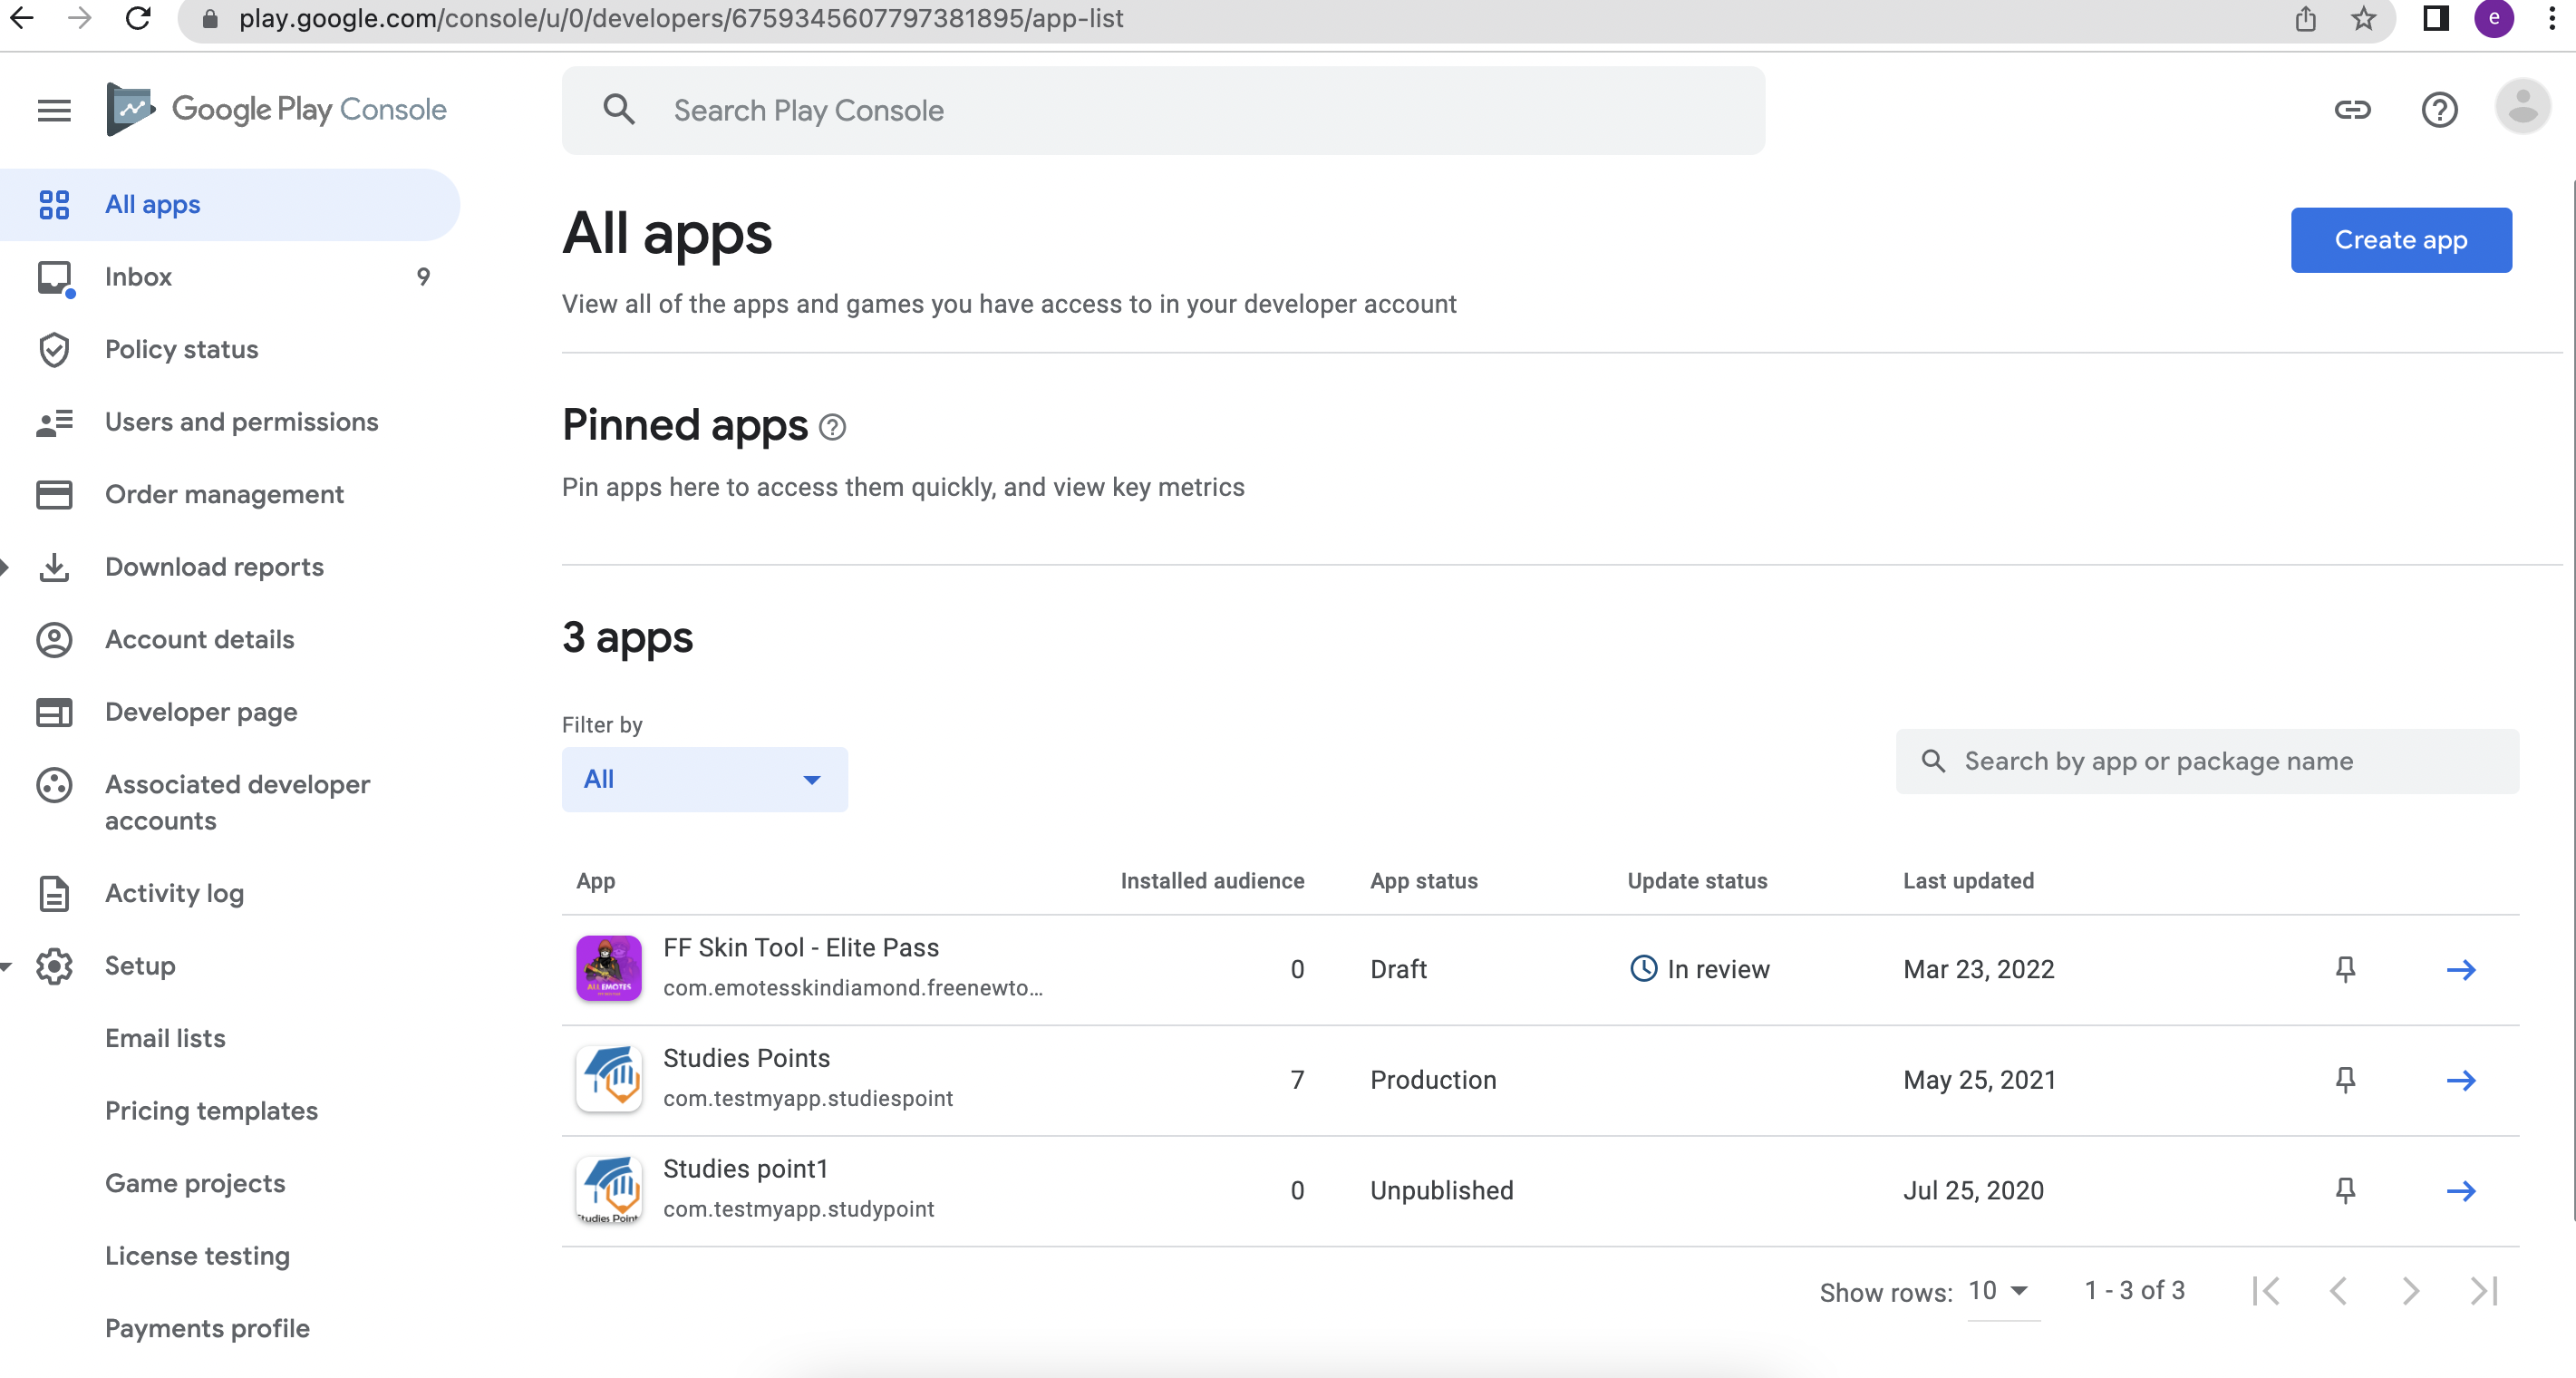 play.google.com/console/u/0/developers/6759345607797381895/app-list
e
Google Play Console
Search Play Console
All apps
Inbox 9
Policy status
Users and permissions
Order management
Download reports
Account details
Developer page
Associated developer
accounts
Activity log
Setup
Email lists
Pricing templates
Game projects
License testing
Payments profile
All apps
Create app
View all of the apps and games you have access to in your developer account
Pinned apps
Pin apps here to access them quickly, and view key metrics
3 apps
Filter by
All
Search by app or package name
App Installed audience App status Update status Last updated
ALL EMOTES
FF Skin Tool - Elite Pass
com.emotesskindiamond.freenewto...
0 Draft In review Mar 23, 2022
Studies Points
com.testmyapp.studiespoint
7 Production May 25, 2021
Studies point1
com.testmyapp.studypoint
0 Unpublished Jul 25, 2020
Studies Point
Show rows: 10 1 - 3 of 3